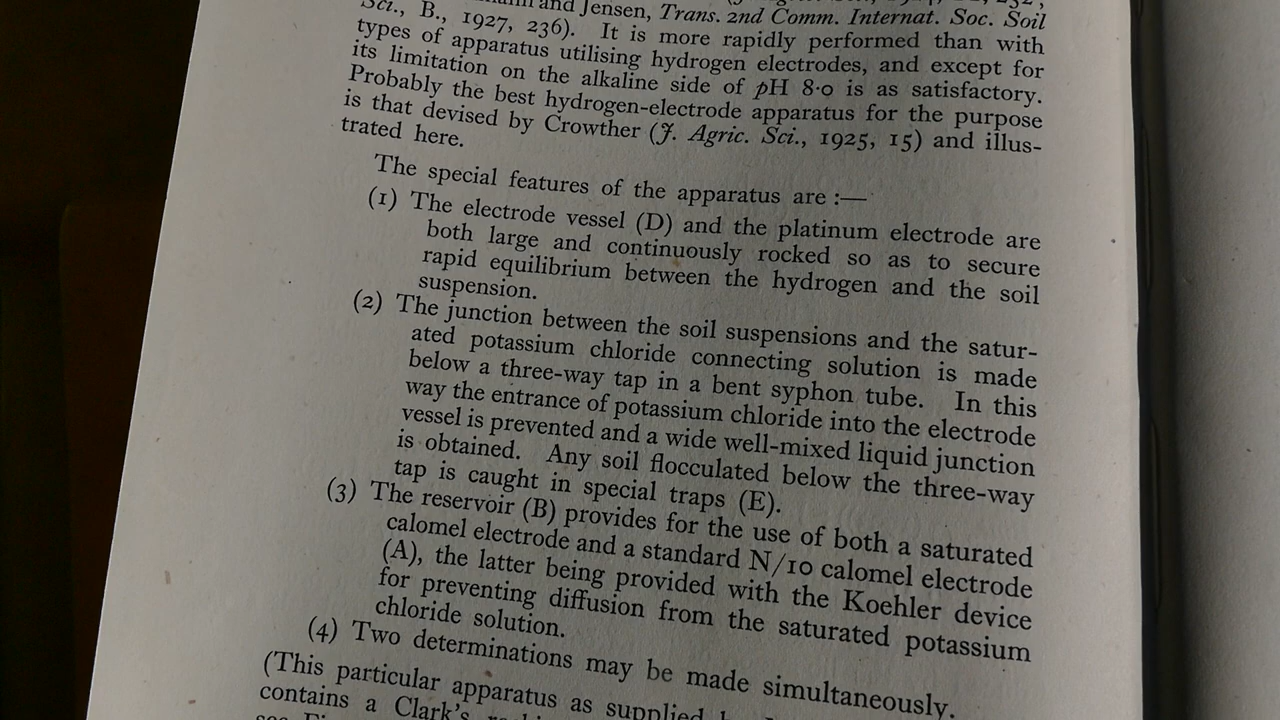 and Jensen, Trans. 2nd Comm. Internat. Soc. Soil
Sci., B., 1927, 236). It is more rapidly performed than with
types of apparatus utilising hydrogen electrodes, and except for
its limitation on the alkaline side of pH 8·0 is as satisfactory.
Probably the best hydrogen-electrode apparatus for the purpose
is that devised by Crowther (J. Agric. Sci., 1925, 15) and illus-
trated here.
The special features of the apparatus are :—
(1) The electrode vessel (D) and the platinum electrode are
both large and continuously rocked so as to secure
rapid equilibrium between the hydrogen and the soil
suspension.
(2) The junction between the soil suspensions and the satur-
ated potassium chloride connecting solution is made
below a three-way tap in a bent syphon tube. In this
way the entrance of potassium chloride into the electrode
vessel is prevented and a wide well-mixed liquid junction
is obtained. Any soil flocculated below the three-way
tap is caught in special traps (E).
(3) The reservoir (B) provides for the use of both a saturated
calomel electrode and a standard N/10 calomel electrode
(A), the latter being provided with the Koehler device
for preventing diffusion from the saturated potassium
chloride solution.
(4) Two determinations may be made simultaneously.
(This particular apparatus as supplied
contains a Clark's